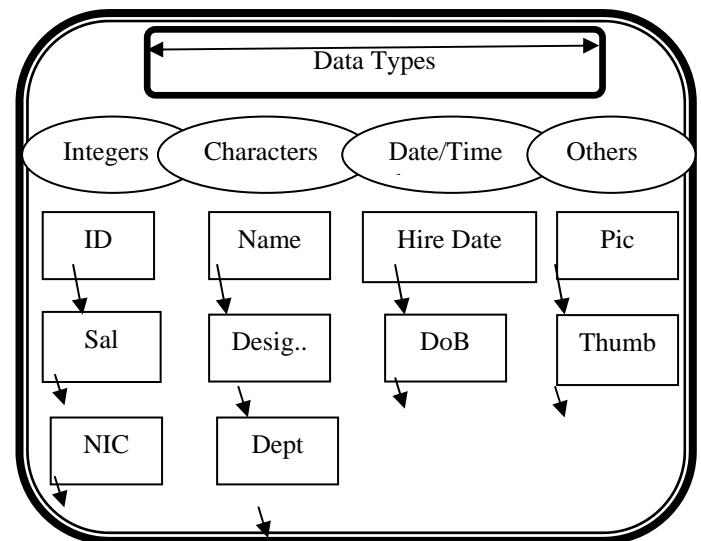 Data Types
Integers Characters Date/Time Others
ID Name Hire Date Pic
Sal Desig.. DoB Thumb
NIC Dept